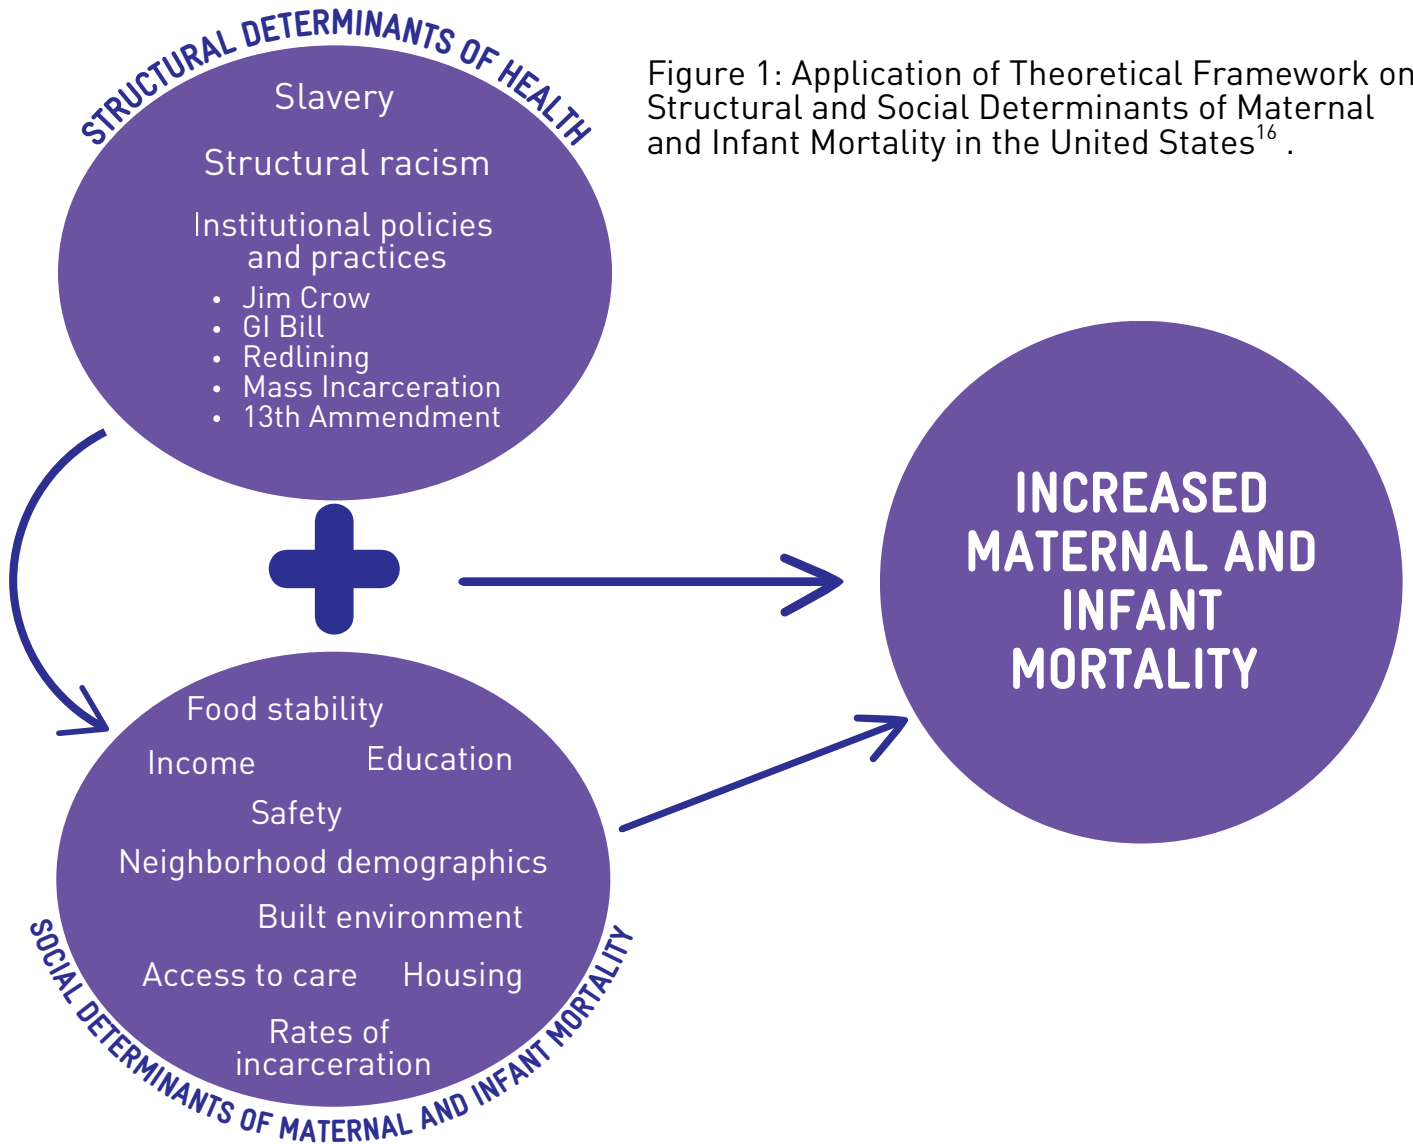 STRUCTURAL DETERMINANTS OF HEALTH
Slavery
Structural racism
Institutional policies
and practices
• Jim Crow
• GI Bill
• Redlining
• Mass Incarceration
• 13th Ammendment
Figure 1: Application of Theoretical Framework on
Structural and Social Determinants of Maternal
and Infant Mortality in the United States¹⁶ .
Food stability
Income
Education
Safety
Neighborhood demographics
Built environment
Access to care
Housing
Rates of
incarceration
SOCIAL DETERMINANTS OF MATERNAL AND INFANT MORTALITY
INCREASED
MATERNAL AND
INFANT
MORTALITY